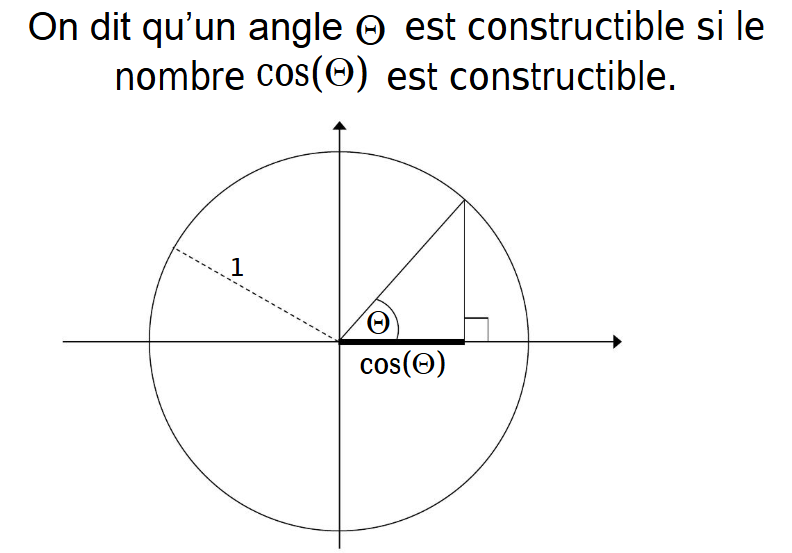 On dit qu’un angle Θ est constructible si le
nombre cos(Θ) est constructible.
1
Θ
cos(Θ)